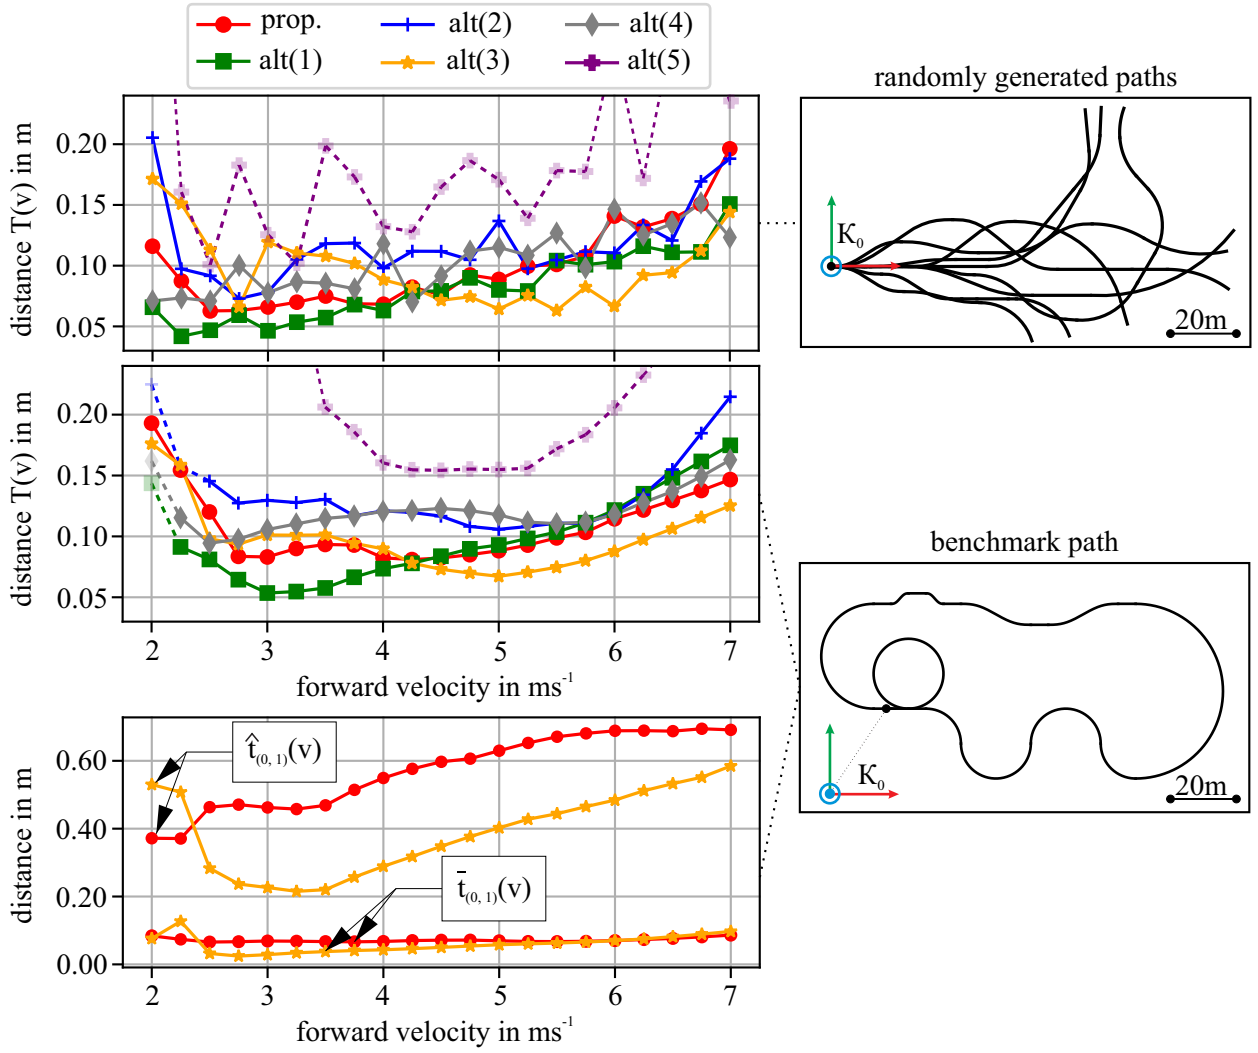 prop.
alt(2)
alt(4)
alt(1)
alt(3)
alt(5)
distance T(v) in m
0.20
0.15
0.10
0.05
randomly generated paths
K₀
20m
distance T(v) in m
0.20
0.15
0.10
0.05
2 3 4 5 6 7
forward velocity in ms⁻¹
benchmark path
K₀
20m
distance in m
0.60
0.40
0.20
0.00
t̂₍₀, ₁₎(v)
t̄₍₀, ₁₎(v)
2 3 4 5 6 7
forward velocity in ms⁻¹